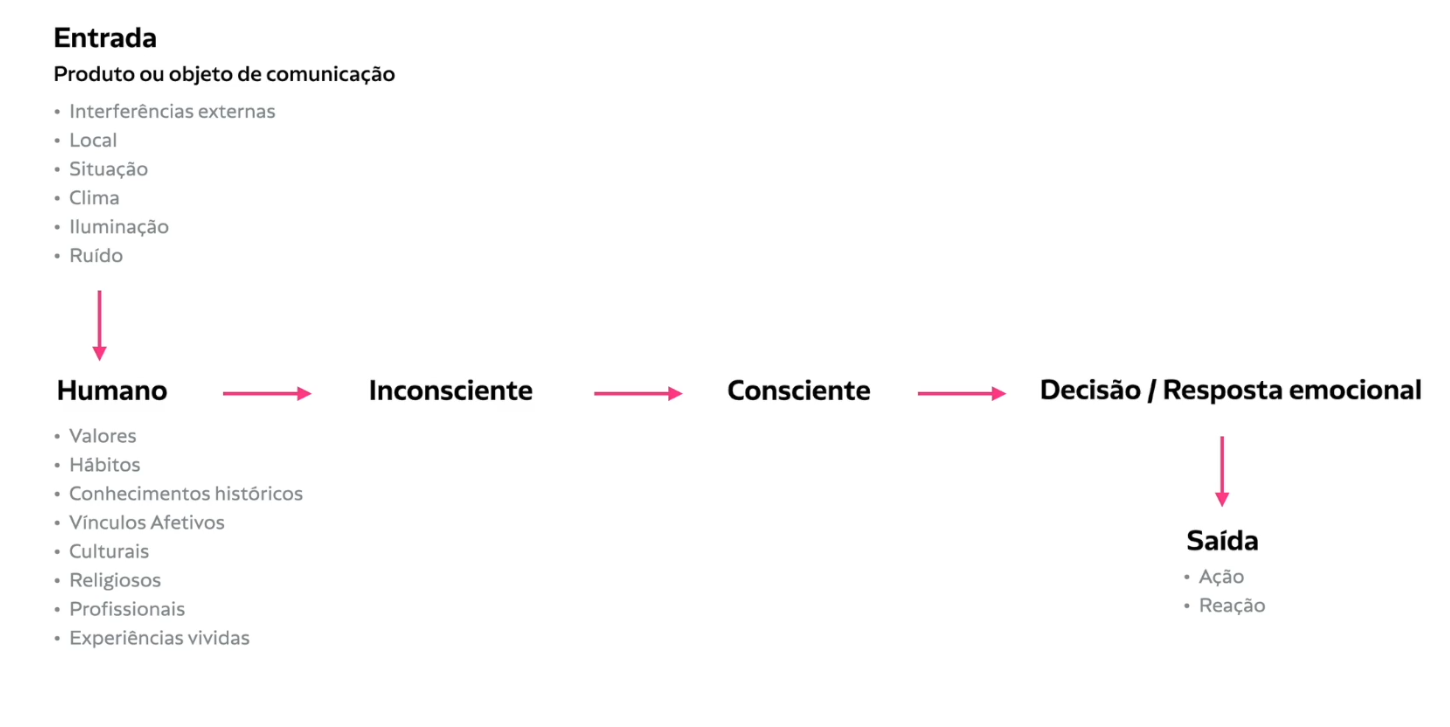 Entrada
Produto ou objeto de comunicação
• Interferências externas
• Local
• Situação
• Clima
• Iluminação
• Ruído
Humano
• Valores
• Hábitos
• Conhecimentos históricos
• Vínculos Afetivos
• Culturais
• Religiosos
• Profissionais
• Experiências vividas
Inconsciente
Consciente
Decisão / Resposta emocional
Saída
• Ação
• Reação